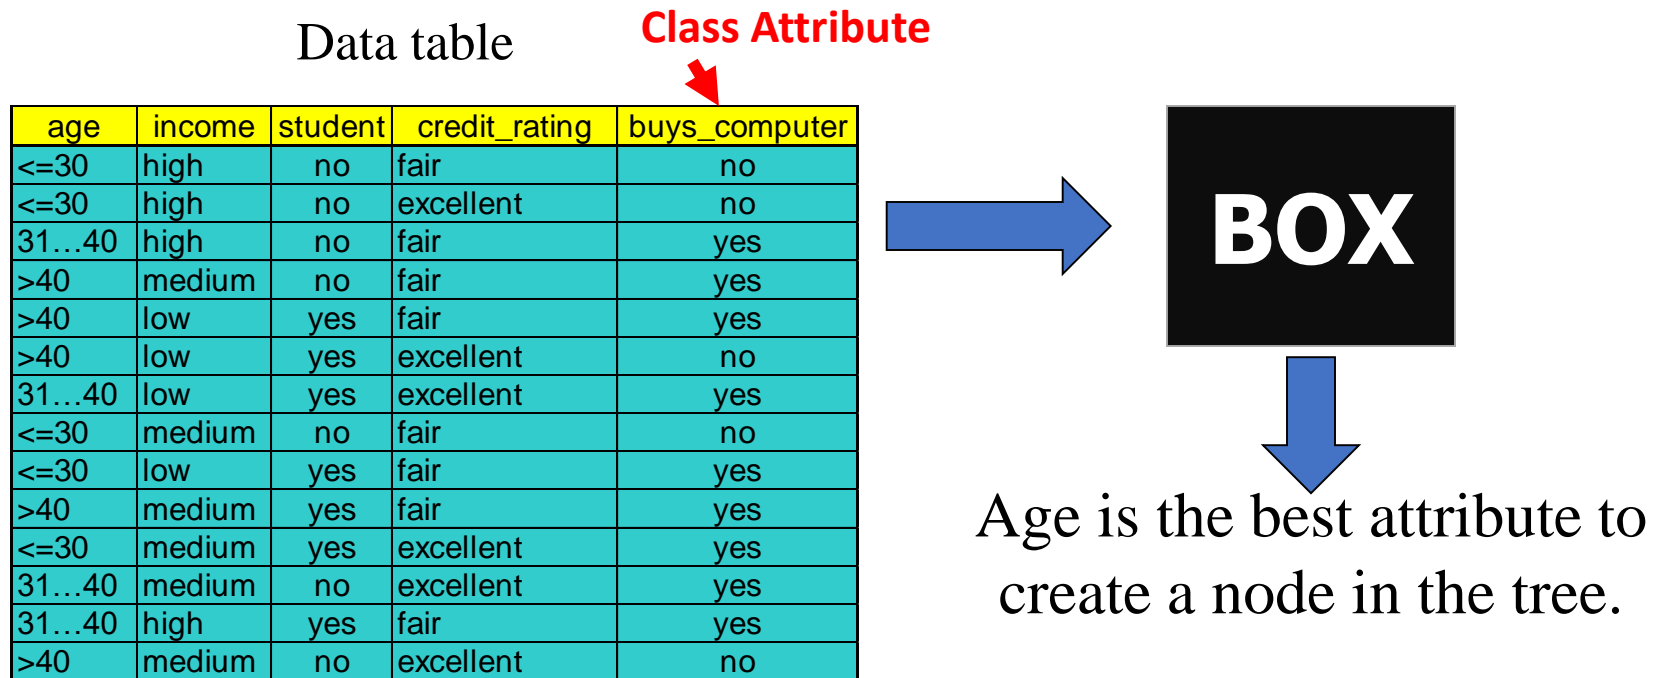 Data table
Class Attribute
age income student credit_rating buys_computer
<=30 high no fair no
<=30 high no excellent no
31…40 high no fair yes
>40 medium no fair yes
>40 low yes fair yes
>40 low yes excellent no
31…40 low yes excellent yes
<=30 medium no fair no
<=30 low yes fair yes
>40 medium yes fair yes
<=30 medium yes excellent yes
31…40 medium no excellent yes
31…40 high yes fair yes
>40 medium no excellent no
BOX
Age is the best attribute to
create a node in the tree.